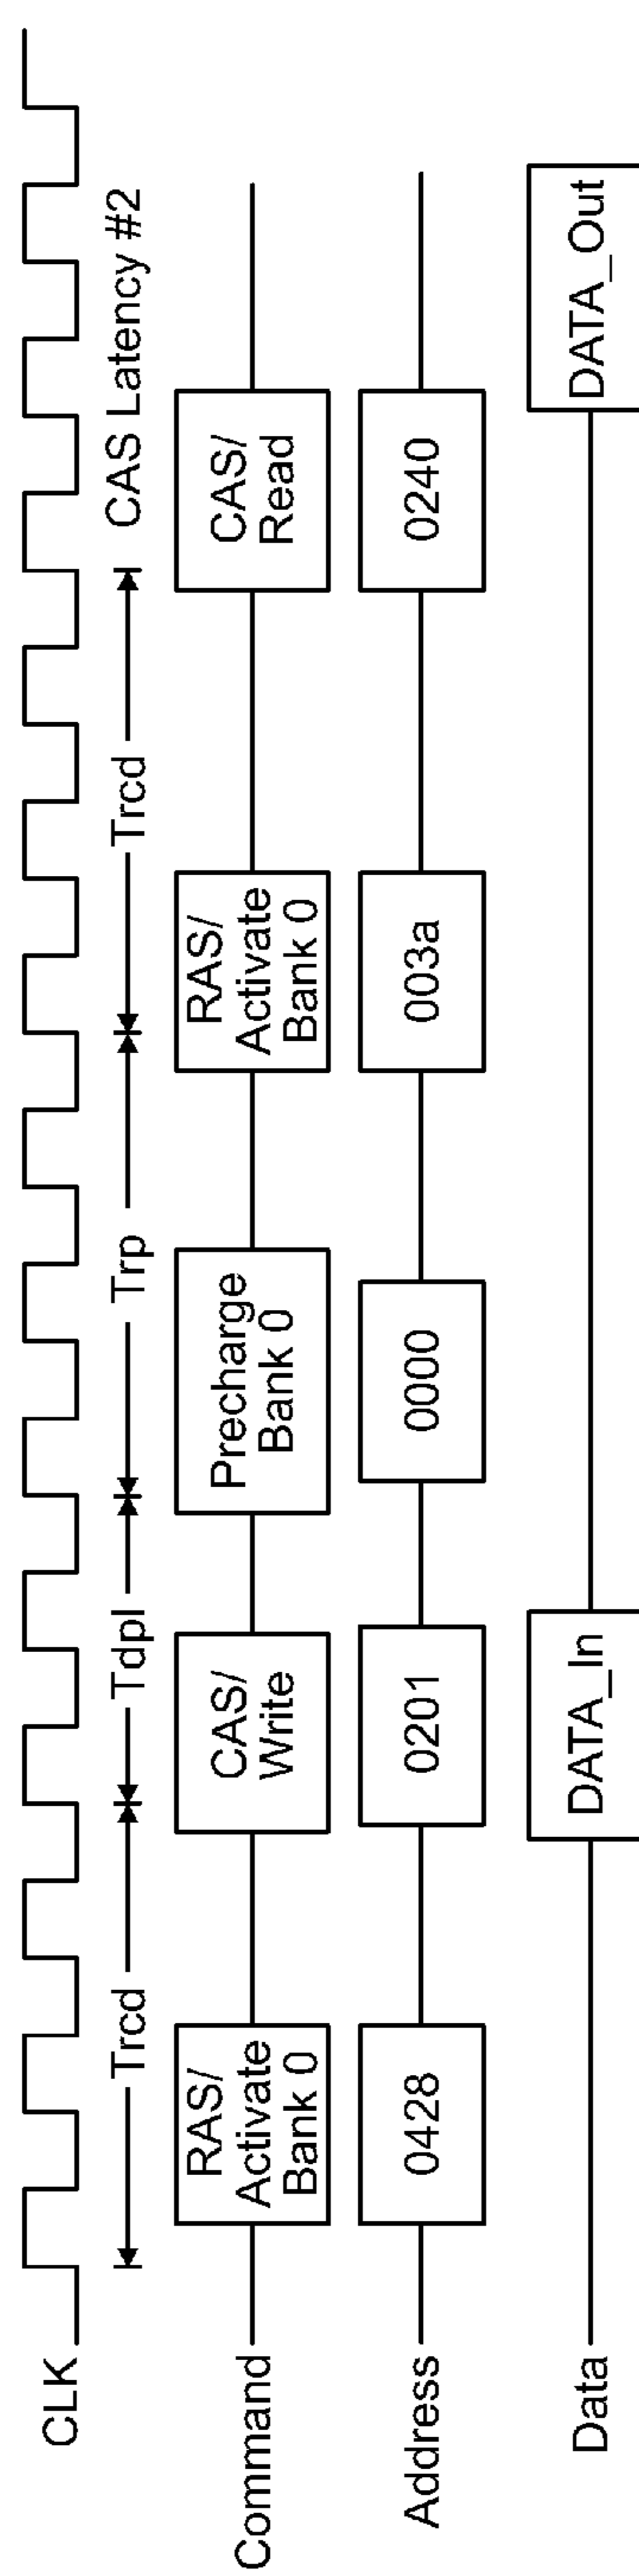 CLK
Trcd
Tdpl
Trp
Trcd
CAS Latency #2
Command
RAS/
Activate
Bank 0
CAS/
Write
Precharge
Bank 0
RAS/
Activate
Bank 0
CAS/
Read
Address
0428
0201
0000
003a
0240
Data
DATA_In
DATA_Out